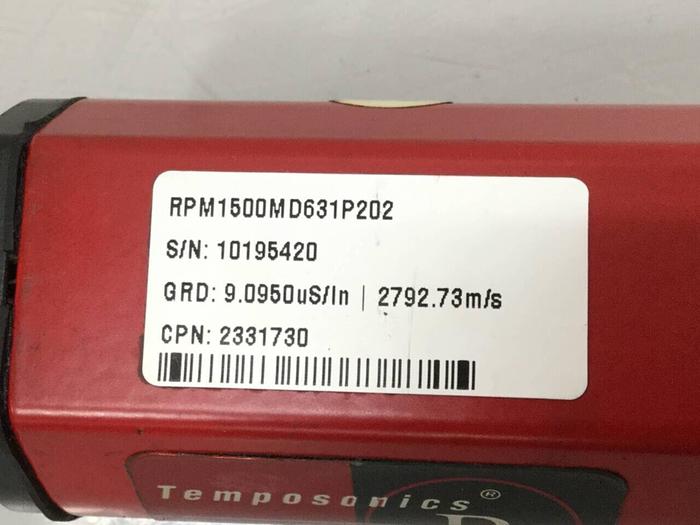 RPM1500MD631P202
S/N: 10195420
GRD: 9.0950uS/In | 2792.73m/s
CPN: 2331730
Temposonics®
R